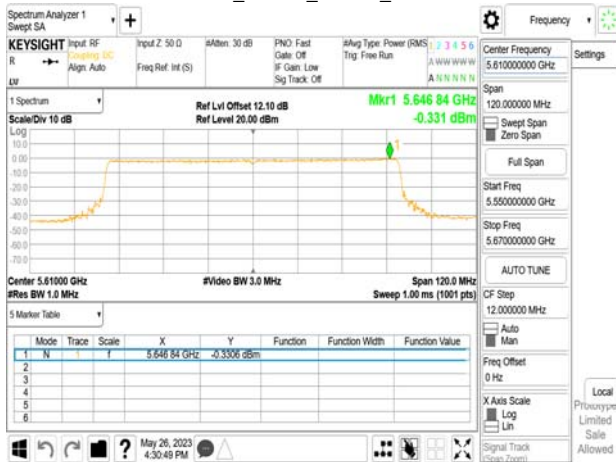 Spectrum Analyzer 1
Swept SA
+
Frequency
KEYSIGHT
R
LV
Input: RF
Coupling: DC
Align: Auto
Input Z: 50 Ω
Freq Ref: Int (S)
#Atten: 30 dB
PNO: Fast
Gate: Off
IF Gain: Low
Sig Track: Off
#Avg Type: Power (RMS)
Trig: Free Run
1 2 3 4 5 6
A W W W W W
A N N N N N
Center Frequency
5.610000000 GHz
Settings
Span
120.000000 MHz
Swept Span
Zero Span
Full Span
Start Freq
5.550000000 GHz
Stop Freq
5.670000000 GHz
AUTO TUNE
CF Step
12.000000 MHz
Auto
Man
Freq Offset
0 Hz
X Axis Scale
Log
Lin
Signal Track
(Span Zoom)
Local
Prototype
Limited
Sale
Allowed
1 Spectrum
Scale/Div 10 dB
Log
Ref Lvl Offset 12.10 dB
Ref Level 20.00 dBm
Mkr1 5.646 84 GHz
-0.331 dBm
10.0
0.00
-10.0
-20.0
-30.0
-40.0
-50.0
-60.0
-70.0
1
Center 5.61000 GHz
#Res BW 1.0 MHz
#Video BW 3.0 MHz
Span 120.0 MHz
Sweep 1.00 ms (1001 pts)
5 Marker Table
Mode Trace Scale X Y Function Function Width Function Value
1 N 1 f 5.646 84 GHz -0.3306 dBm
2
3
4
5
6
?
May 26, 2023
4:30:49 PM